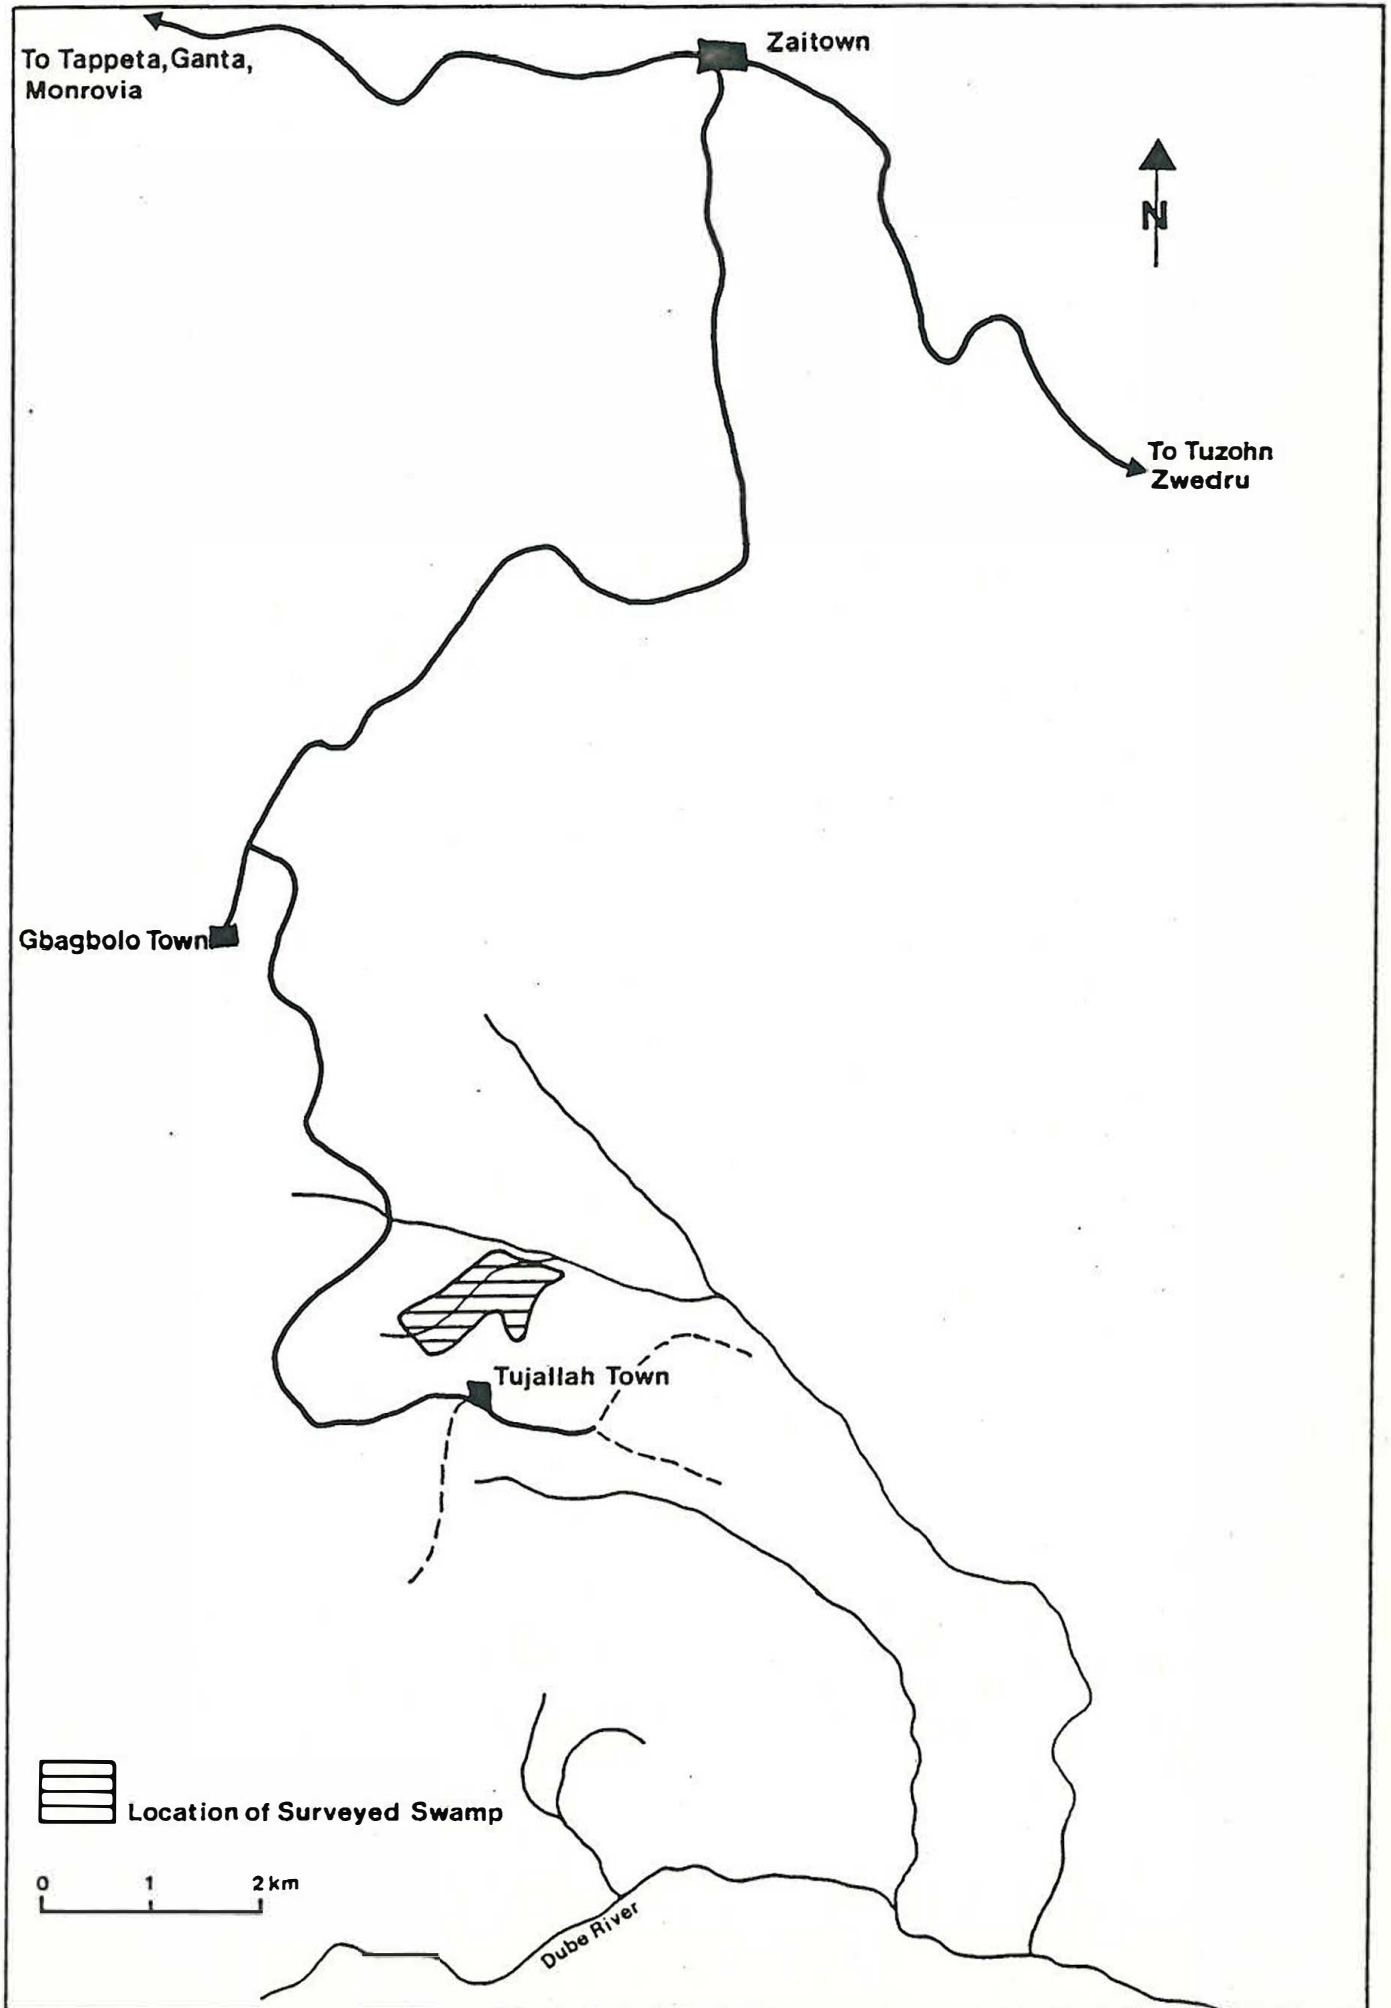 To Tappeta, Ganta,
Monrovia
Zaitown
N
To Tuzohn
Zwedru
Gbagbolo Town
Tujallah Town
Location of Surveyed Swamp
0 1 2 km
Dube River